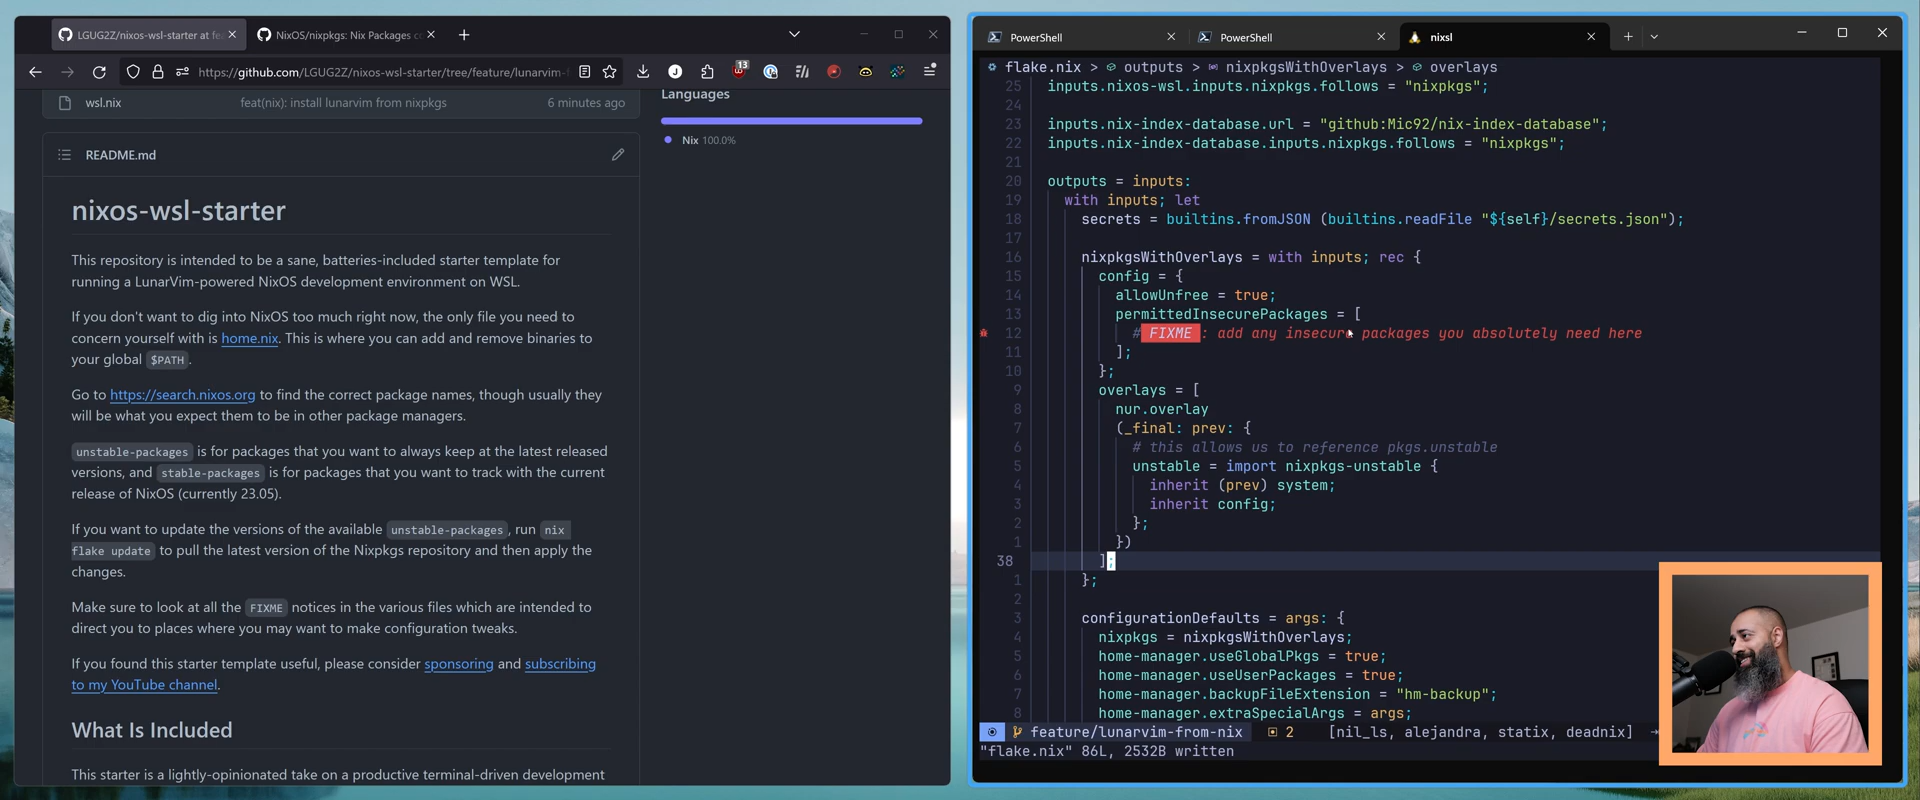 LGUG2Z/nixos-wsl-starter at fe
NixOS/nixpkgs: Nix Packages c
https://github.com/LGUG2Z/nixos-wsl-starter/tree/feature/lunarvim-
13
wsl.nix
feat(nix): install lunarvim from nixpkgs
6 minutes ago
Languages
Nix 100.0%
README.md
nixos-wsl-starter
This repository is intended to be a sane, batteries-included starter template for
running a LunarVim-powered NixOS development environment on WSL.
If you don't want to dig into NixOS too much right now, the only file you need to
concern yourself with is home.nix. This is where you can add and remove binaries to
your global $PATH.
Go to https://search.nixos.org to find the correct package names, though usually they
will be what you expect them to be in other package managers.
unstable-packages is for packages that you want to always keep at the latest released
versions, and stable-packages is for packages that you want to track with the current
release of NixOS (currently 23.05).
If you want to update the versions of the available unstable-packages, run nix
flake update to pull the latest version of the Nixpkgs repository and then apply the
changes.
Make sure to look at all the FIXME notices in the various files which are intended to
direct you to places where you may want to make configuration tweaks.
If you found this starter template useful, please consider sponsoring and subscribing
to my YouTube channel.
What Is Included
This starter is a lightly-opinionated take on a productive terminal-driven development
PowerShell
PowerShell
nixsl
flake.nix > outputs > nixpkgsWithOverlays > overlays
25 inputs.nixos-wsl.inputs.nixpkgs.follows = "nixpkgs";
24
23 inputs.nix-index-database.url = "github:Mic92/nix-index-database";
22 inputs.nix-index-database.inputs.nixpkgs.follows = "nixpkgs";
21
20 outputs = inputs:
19 with inputs; let
18 secrets = builtins.fromJSON (builtins.readFile "${self}/secrets.json");
17
16 nixpkgsWithOverlays = with inputs; rec {
15 config = {
14 allowUnfree = true;
13 permittedInsecurePackages = [
12 # FIXME : add any insecure packages you absolutely need here
11 ];
10 };
9 overlays = [
8 nur.overlay
7 (_final: prev: {
6 # this allows us to reference pkgs.unstable
5 unstable = import nixpkgs-unstable {
4 inherit (prev) system;
3 inherit config;
2 };
1 })
38 ];
1 };
2
3 configurationDefaults = args: {
4 nixpkgs = nixpkgsWithOverlays;
5 home-manager.useGlobalPkgs = true;
6 home-manager.useUserPackages = true;
7 home-manager.backupFileExtension = "hm-backup";
8 home-manager.extraSpecialArgs = args;
feature/lunarvim-from-nix 2 [nil_ls, alejandra, statix, deadnix]
"flake.nix" 86L, 2532B written